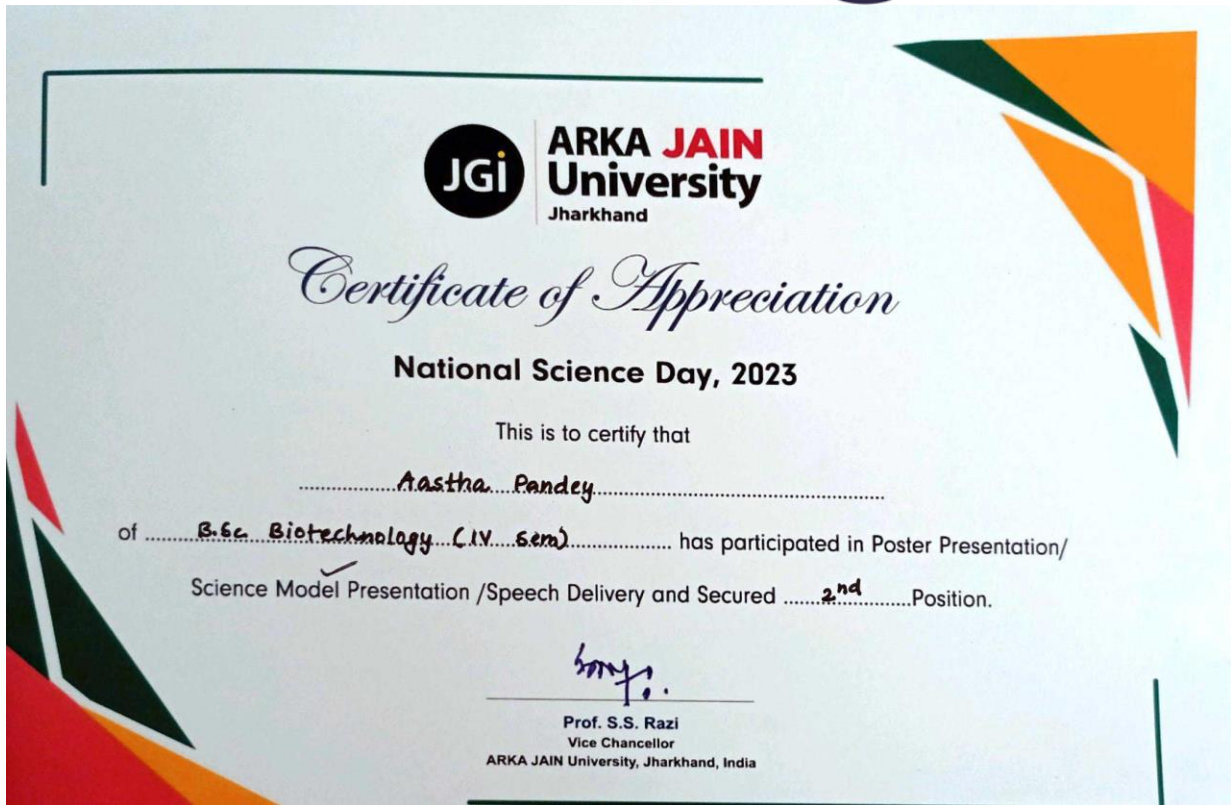 JGi
ARKA JAIN
University
Jharkhand
Certificate of Appreciation
National Science Day, 2023
This is to certify that
Aastha Pandey
of B.Sc Biotechnology (IV sem) has participated in Poster Presentation/
Science Model Presentation /Speech Delivery and Secured 2nd Position.
Prof. S.S. Razi
Vice Chancellor
ARKA JAIN University, Jharkhand, India